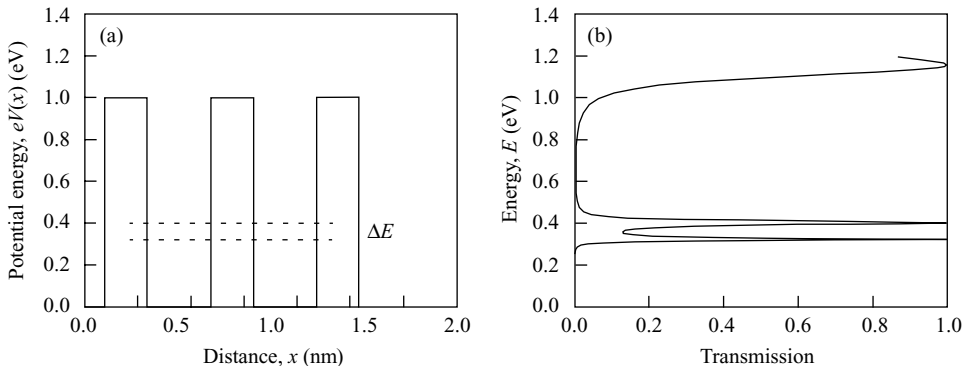 (a)
Potential energy, eV(x) (eV)
1.4
1.2
1.0
0.8
0.6
0.4
0.2
0.0
ΔE
0.0 0.5 1.0 1.5 2.0
Distance, x (nm)
(b)
Energy, E (eV)
1.4
1.2
1.0
0.8
0.6
0.4
0.2
0.0
0.0 0.2 0.4 0.6 0.8 1.0
Transmission